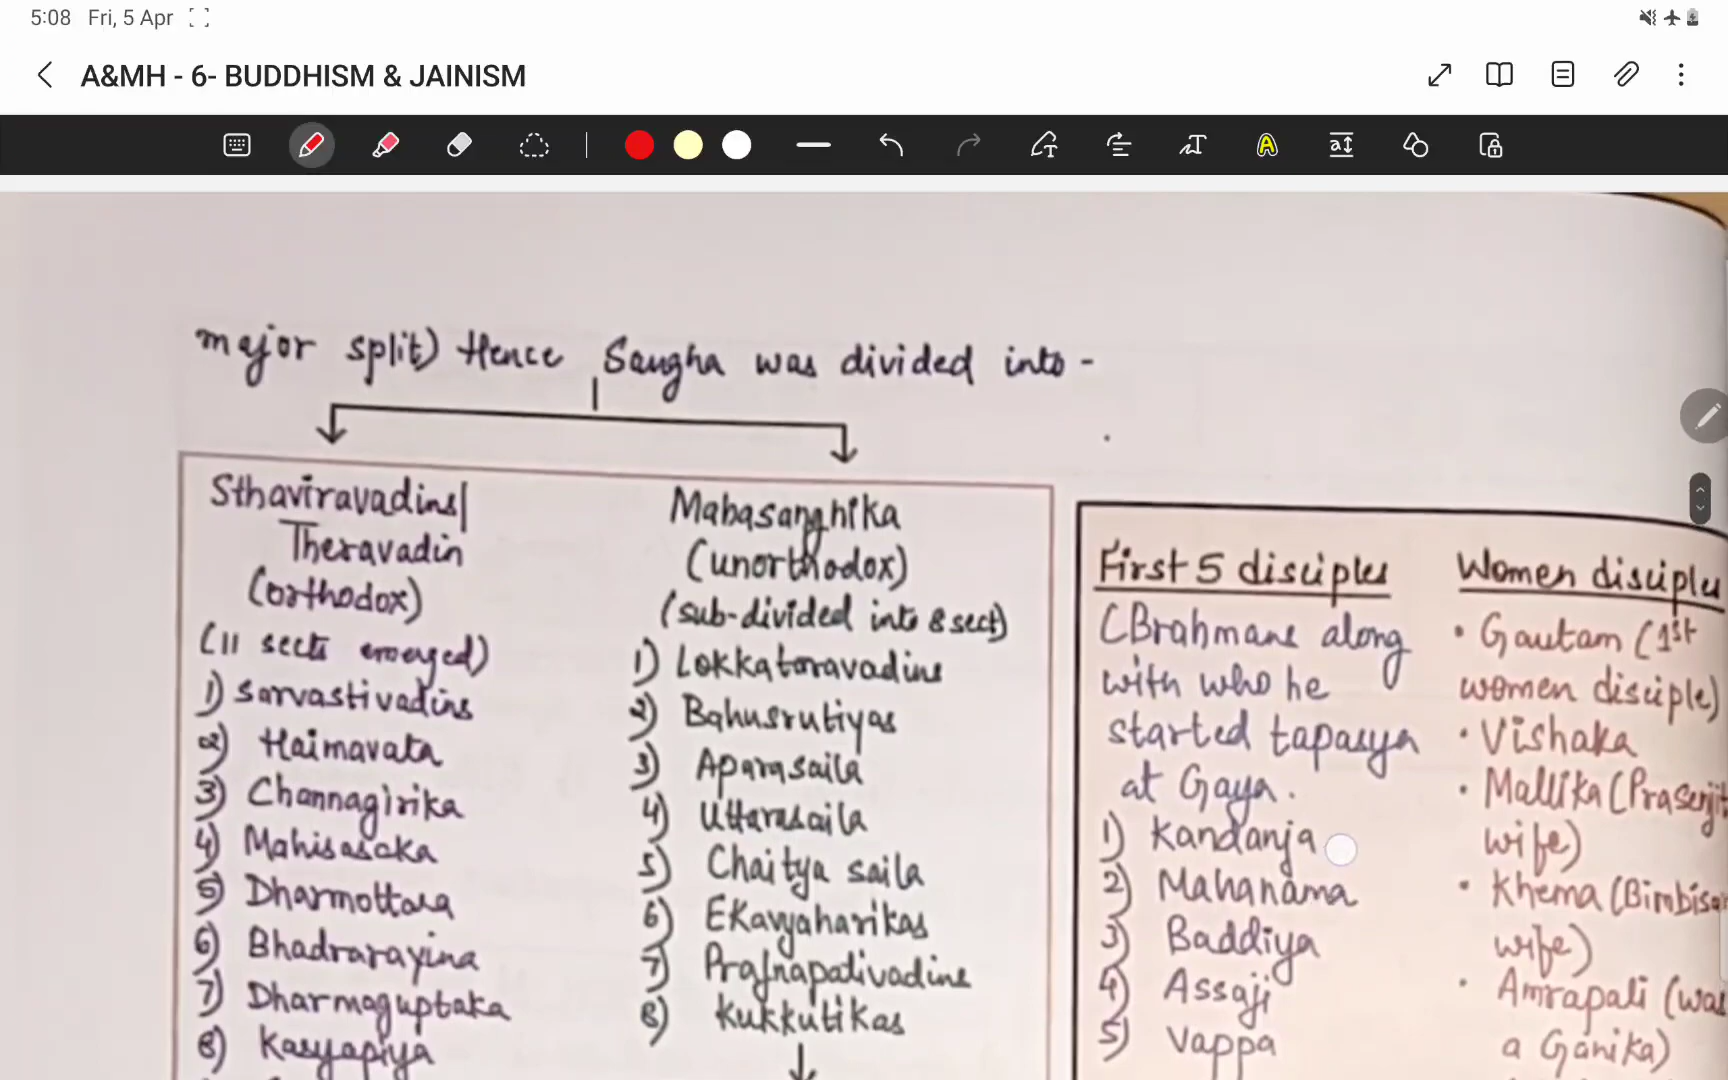 5:08 Fri, 5 Apr
A&MH - 6- BUDDHISM & JAINISM
major split) Hence Sangha was divided into -
Sthaviravadins/
Theravadin
(orthodox)
(11 sects emerged)
1) Sarvastivadins
2) Haimavata
3) Channagirika
4) Mahisasaka
5) Dharmottara
6) Bhadrarayina
7) Dharmaguptaka
8) Kasyapiya
Mahasanghika
(unorthodox)
(sub-divided into 8 sect)
1) Lokkatoravadins
2) Bahusrutiyas
3) Aparasaila
4) Uttarasaila
5) Chaitya saila
6) Ekavyaharikas
7) Prajnapativadins
8) Kukkutikas
First 5 disciples
(Brahmans along
with who he
started tapasya
at Gaya.
1) Kandanja
2) Mahanama
3) Baddiya
4) Assaji
5) Vappa
Women disciples
• Gautam (1st
women disciple)
• Vishaka
• Mallika (Prasenjit
wife)
• Khema (Bimbisar
wife)
• Amrapali (was
a Ganika)